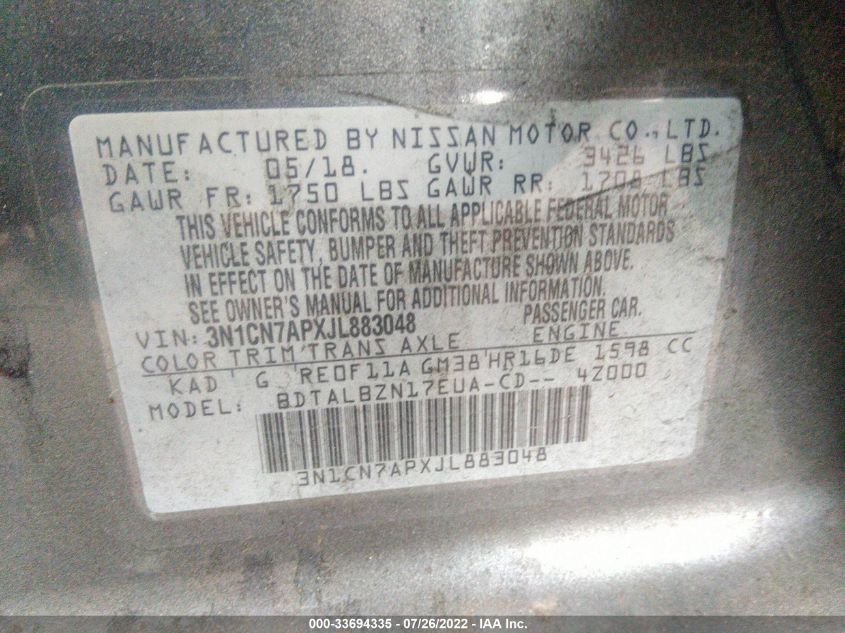 MANUFACTURED BY NISSAN MOTOR CO., LTD.
DATE: 05/18. GVWR: 3426 LBS
GAWR FR: 1750 LBS GAWR RR: 1708 LBS
THIS VEHICLE CONFORMS TO ALL APPLICABLE FEDERAL MOTOR
VEHICLE SAFETY, BUMPER AND THEFT PREVENTION STANDARDS
IN EFFECT ON THE DATE OF MANUFACTURE SHOWN ABOVE.
SEE OWNER'S MANUAL FOR ADDITIONAL INFORMATION.
VIN: 3N1CN7APXJL883048 PASSENGER CAR.
COLOR TRIM TRANS AXLE ENGINE
KAD G RE0F11A GM38 HR16DE 1598 CC
MODEL: BDTALBZN17EUA-CD-- 4Z000
3N1CN7APXJL883048
000-33694335 - 07/26/2022 - IAA Inc.